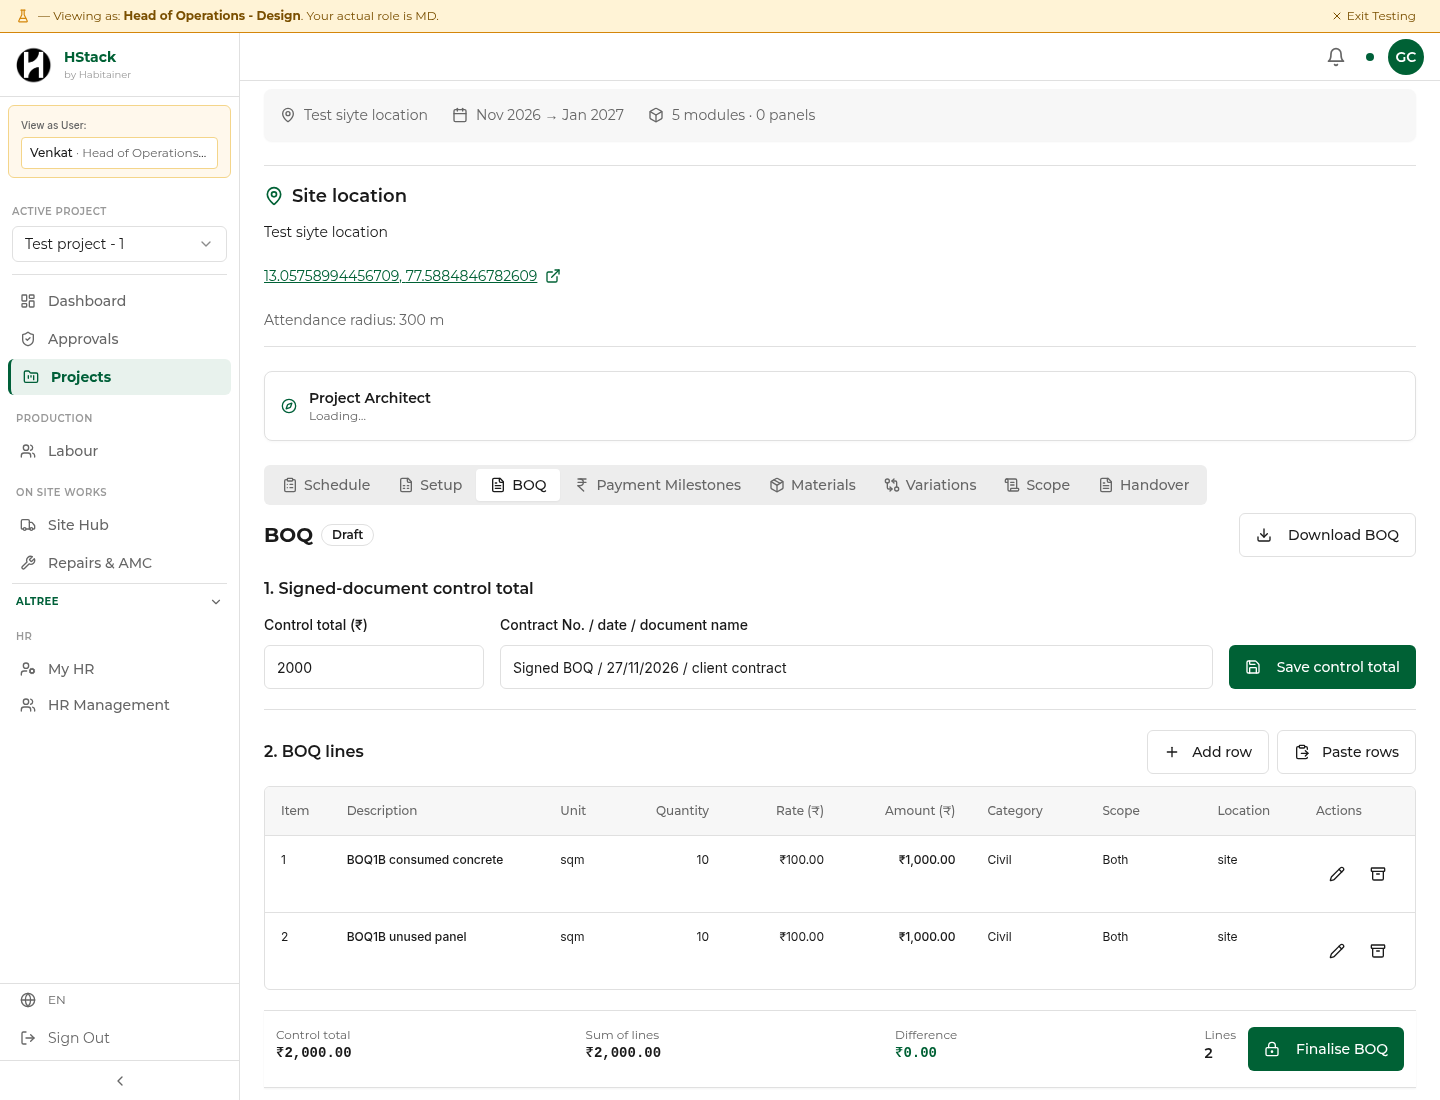 — Viewing as: Head of Operations - Design. Your actual role is MD.
Exit Testing
HStack
by Habitainer
GC
View as User:
Venkat · Head of Operations...
ACTIVE PROJECT
Test project - 1
Dashboard
Approvals
Projects
PRODUCTION
Labour
ON SITE WORKS
Site Hub
Repairs & AMC
ALTREE
HR
My HR
HR Management
EN
Sign Out
Test siyte location
Nov 2026 → Jan 2027
5 modules · 0 panels
Site location
Test siyte location
13.05758994456709, 77.5884846782609
Attendance radius: 300 m
Project Architect
Loading...
Schedule Setup BOQ Payment Milestones Materials Variations Scope Handover
BOQ Draft
Download BOQ
1. Signed-document control total
Control total (₹) Contract No. / date / document name
2000 Signed BOQ / 27/11/2026 / client contract Save control total
2. BOQ lines
Add row Paste rows
Item Description Unit Quantity Rate (₹) Amount (₹) Category Scope Location Actions
1 BOQ1B consumed concrete sqm 10 ₹100.00 ₹1,000.00 Civil Both site
2 BOQ1B unused panel sqm 10 ₹100.00 ₹1,000.00 Civil Both site
Control total Sum of lines Difference Lines
₹2,000.00 ₹2,000.00 ₹0.00 2
Finalise BOQ